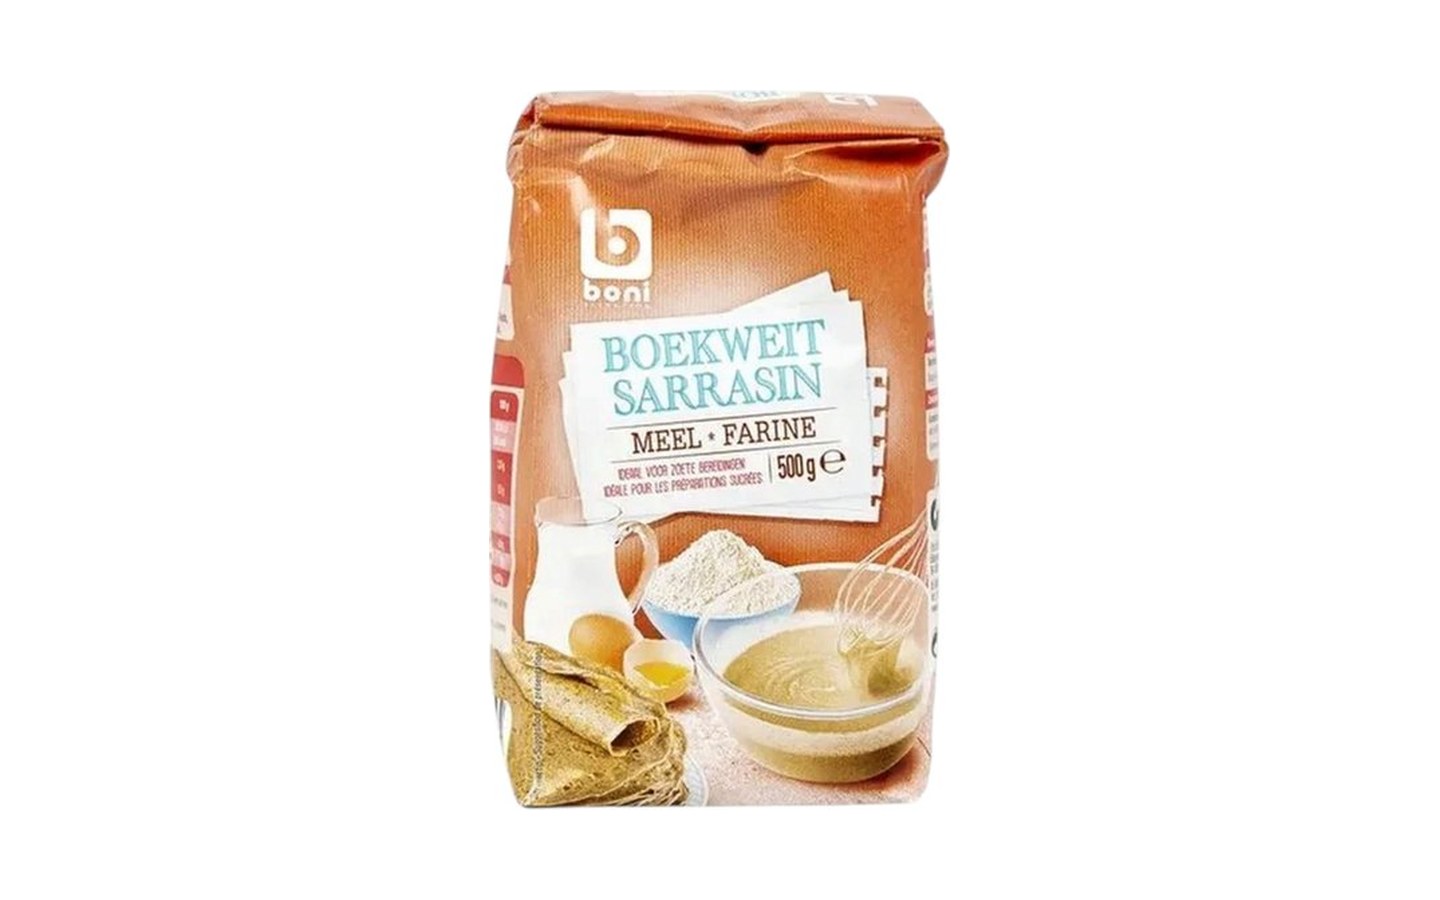 boni
BOEKWEIT
SARRASIN
MEEL * FARINE
IDEAAL VOOR ZOETE BEREIDINGEN
IDÉALE POUR LES PRÉPARATIONS SUCRÉES
500 g e